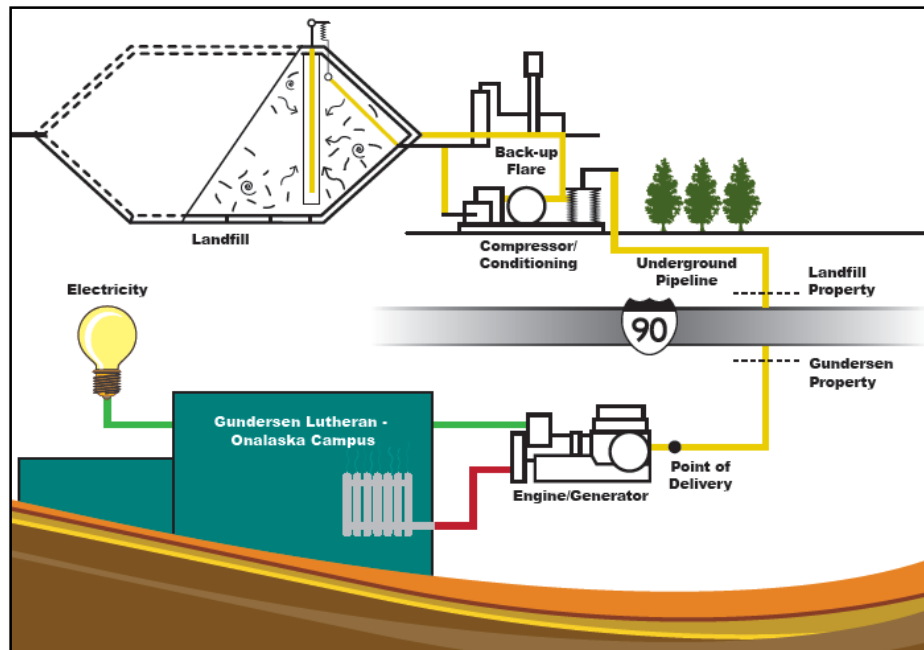 Back-up
Flare
Landfill
Compressor/
Conditioning
Underground
Pipeline
Landfill
Property
90
Gundersen
Property
Electricity
Gundersen Lutheran -
Onalaska Campus
Engine/Generator
Point of
Delivery